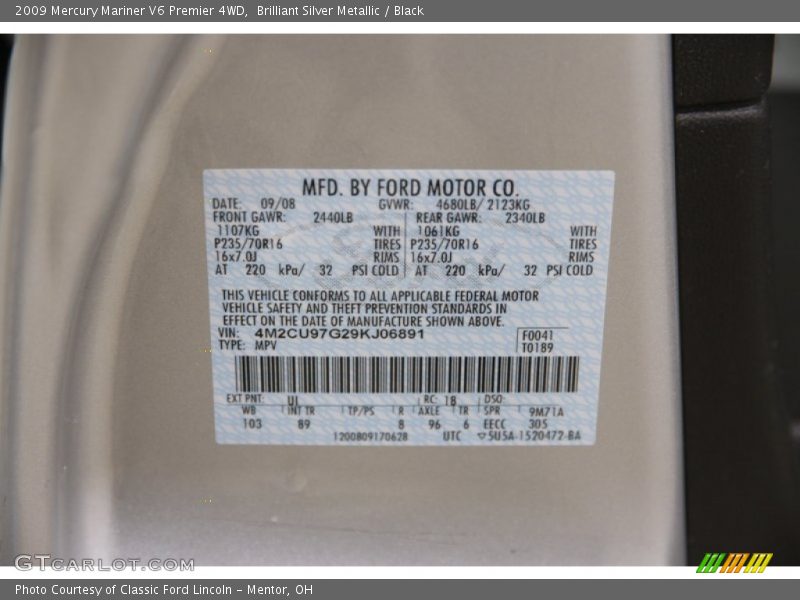 2009 Mercury Mariner V6 Premier 4WD, Brilliant Silver Metallic / Black
MFD. BY FORD MOTOR CO.
DATE: 09/08 GVWR: 4680LB/ 2123KG
FRONT GAWR: 2440LB REAR GAWR: 2340LB
1107KG WITH 1061KG WITH
P235/70R16 TIRES P235/70R16 TIRES
16x7.0J RIMS 16x7.0J RIMS
AT 220 kPa/ 32 PSI COLD AT 220 kPa/ 32 PSI COLD
THIS VEHICLE CONFORMS TO ALL APPLICABLE FEDERAL MOTOR
VEHICLE SAFETY AND THEFT PREVENTION STANDARDS IN
EFFECT ON THE DATE OF MANUFACTURE SHOWN ABOVE.
VIN: 4M2CU97G29KJ06891 F0041
TYPE: MPV T0189
EXT PNT: UI RC: 18 DSO:
WB INT TR TP/PS R AXLE TR SPR 9M71A
103 89 8 96 6 EECC 305
1200809170628 UTC 5U5A-1520472-BA
GTCARLOT.COM
Photo Courtesy of Classic Ford Lincoln - Mentor, OH